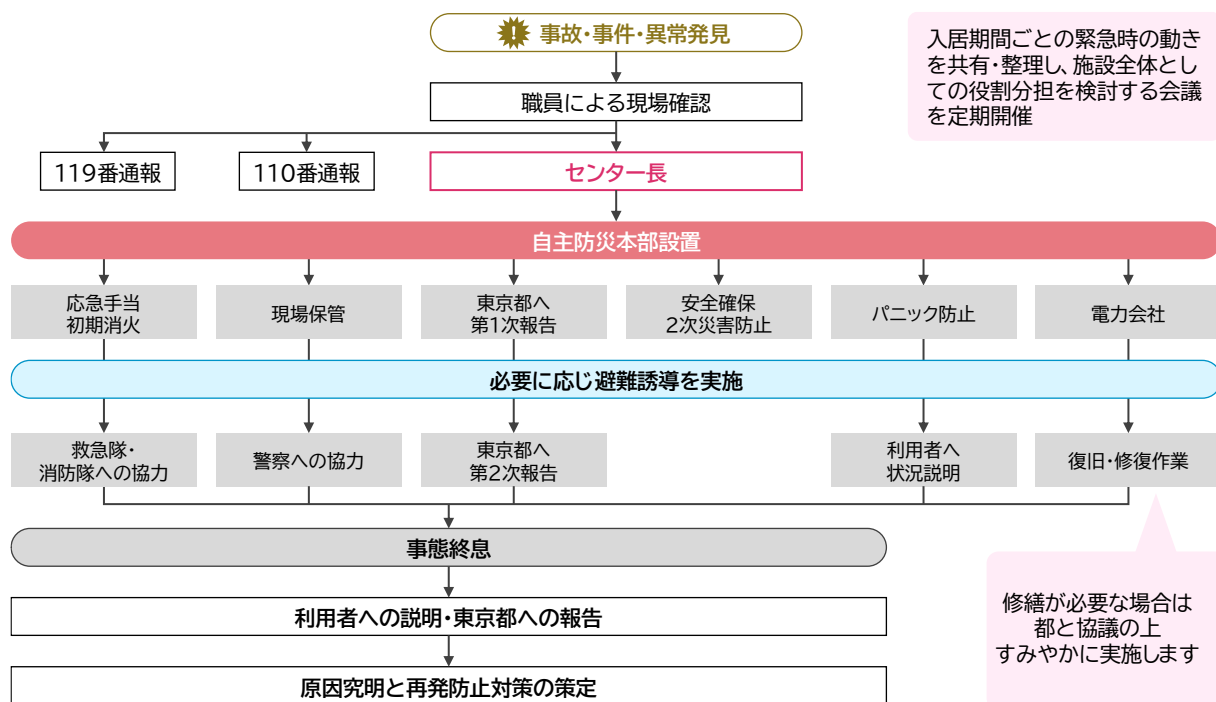 事故・事件・異常発見
入居期間ごとの緊急時の動き
を共有・整理し、施設全体とし
ての役割分担を検討する会議
を定期開催
職員による現場確認
119番通報
110番通報
センター長
自主防災本部設置
応急手当
初期消火
現場保管
東京都へ
第1次報告
安全確保
2次災害防止
パニック防止
電力会社
必要に応じ避難誘導を実施
救急隊・
消防隊への協力
警察への協力
東京都へ
第2次報告
利用者へ
状況説明
復旧・修復作業
事態終息
利用者への説明・東京都への報告
原因究明と再発防止対策の策定
修繕が必要な場合は
都と協議の上
すみやかに実施します